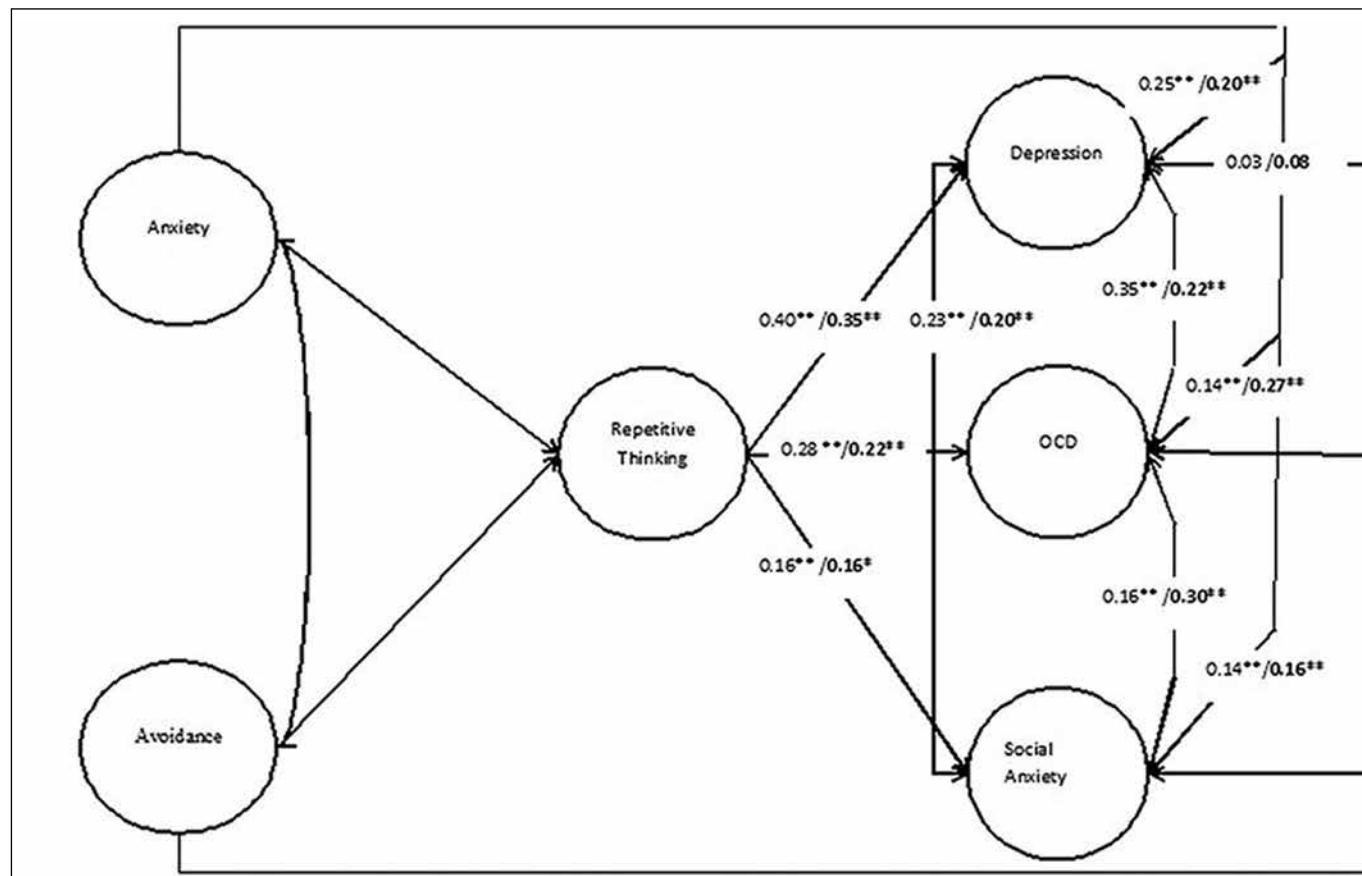 0.25** /0.20**
Depression
0.03 /0.08
Anxiety
0.35** /0.22**
0.40** /0.35**
0.23** /0.20**
0.14**/0.27**
Repetitive
Thinking
0.28 **/0.22**
OCD
0.16** /0.16*
0.16** /0.30**
0.14**/0.16**
Avoidance
Social
Anxiety